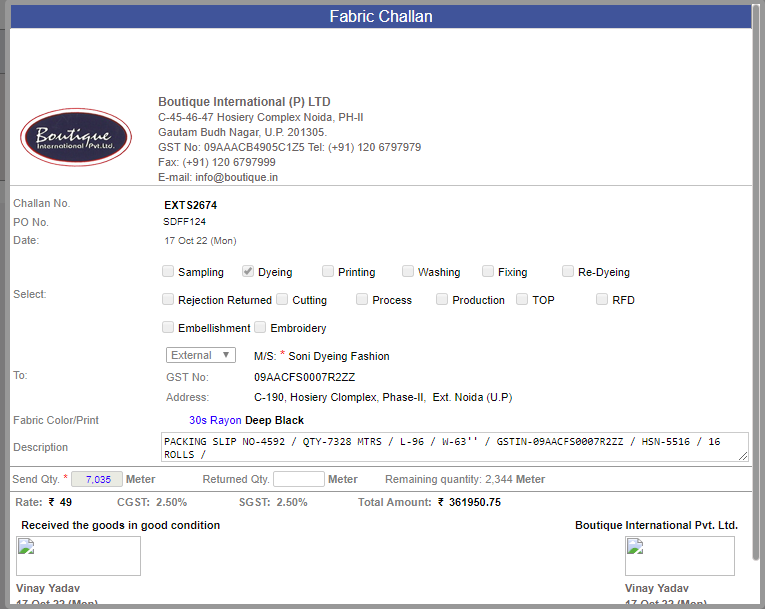 Fabric Challan
Boutique International (P) LTD
C-45-46-47 Hosiery Complex Noida, PH-II
Gautam Budh Nagar, U.P. 201305.
GST No: 09AAACB4905C1Z5 Tel: (+91) 120 6797979
Fax: (+91) 120 6797999
E-mail: info@boutique.in
Boutique
International Pvt.Ltd.
Challan No. EXTS2674
PO No. SDFF124
Date: 17 Oct 22 (Mon)
Select:
Sampling Dyeing Printing Washing Fixing Re-Dyeing
Rejection Returned Cutting Process Production TOP RFD
Embellishment Embroidery
To:
External ▼ M/S: * Soni Dyeing Fashion
GST No: 09AACFS0007R2ZZ
Address: C-190, Hosiery Clomplex, Phase-II, Ext. Noida (U.P)
Fabric Color/Print 30s Rayon Deep Black
Description
PACKING SLIP NO-4592 / QTY-7328 MTRS / L-96 / W-63'' / GSTIN-09AACFS0007R2ZZ / HSN-5516 / 16
ROLLS /
Send Qty. * 7,035 Meter Returned Qty. Meter Remaining quantity: 2,344 Meter
Rate: ₹ 49 CGST: 2.50% SGST: 2.50% Total Amount: ₹ 361950.75
Received the goods in good condition Boutique International Pvt. Ltd.
Vinay Yadav Vinay Yadav
17 Oct 22 (Mon) 17 Oct 22 (Mon)